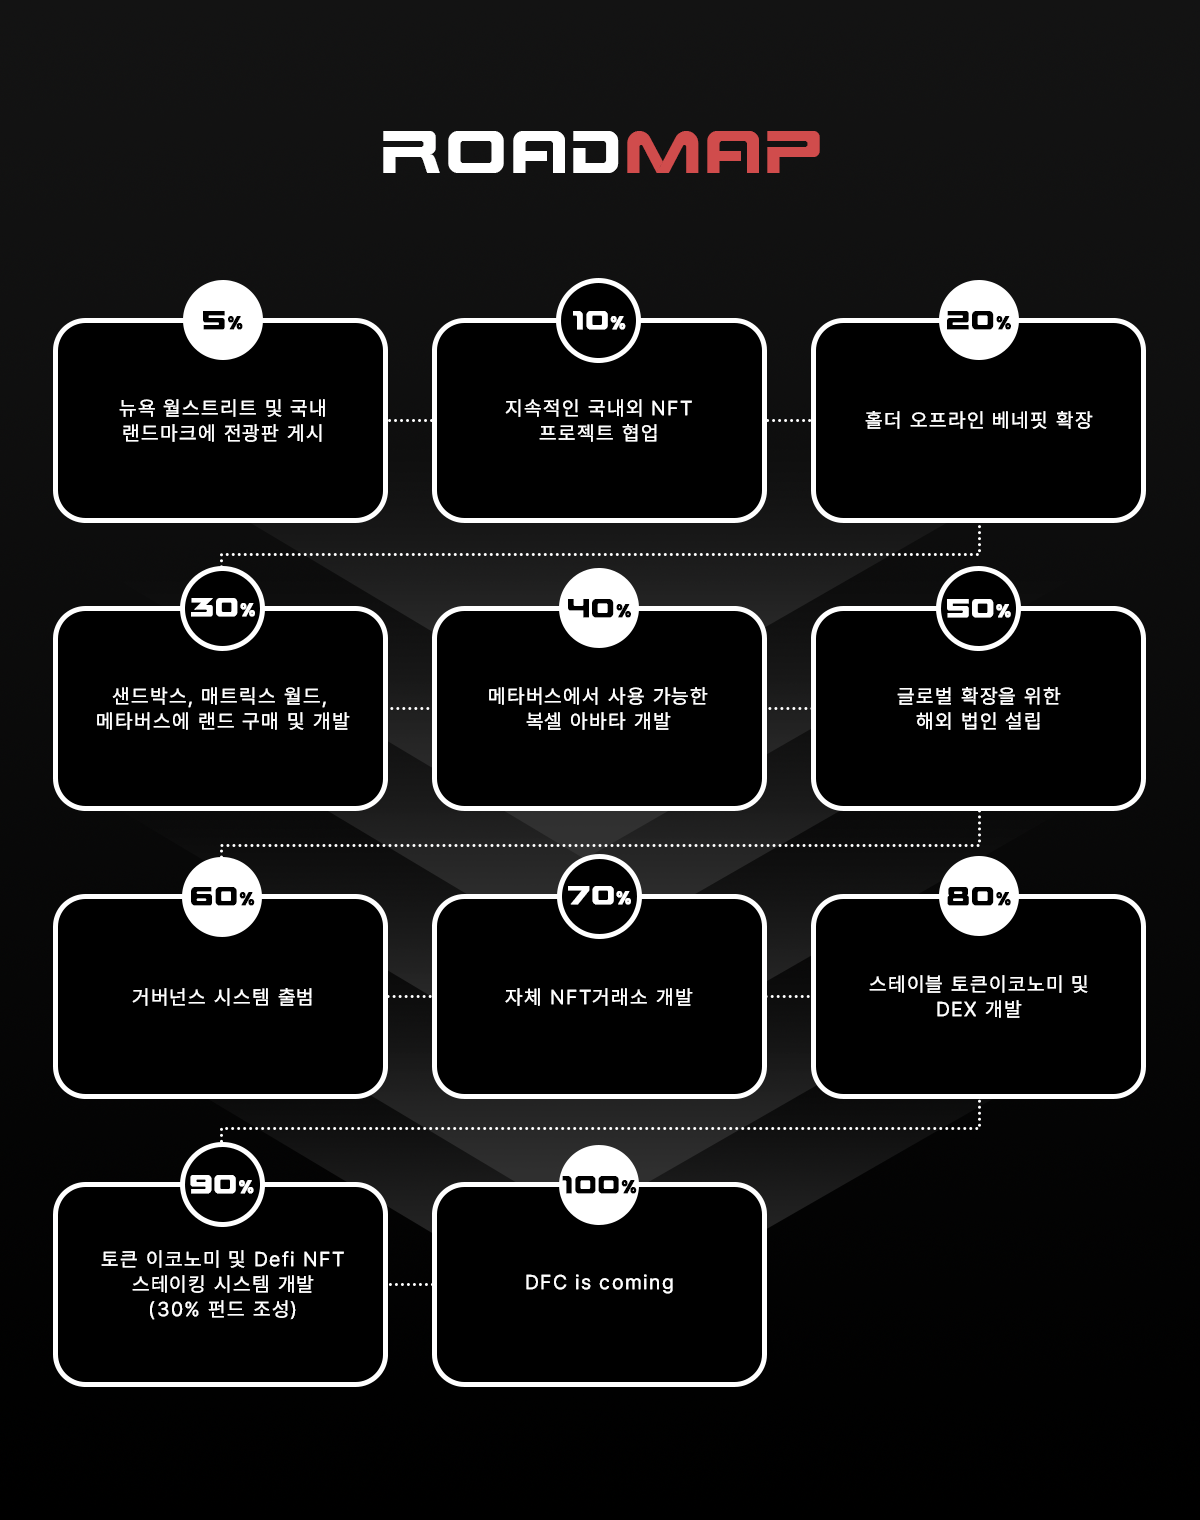 ROADMAP
5%
뉴욕 월스트리트 및 국내
랜드마크에 전광판 게시
10%
지속적인 국내외 NFT
프로젝트 협업
20%
홀더 오프라인 베네핏 확장
30%
샌드박스, 매트릭스 월드,
메타버스에 랜드 구매 및 개발
40%
메타버스에서 사용 가능한
복셀 아바타 개발
50%
글로벌 확장을 위한
해외 법인 설립
60%
거버넌스 시스템 출범
70%
자체 NFT거래소 개발
80%
스테이블 토큰이코노미 및
DEX 개발
90%
토큰 이코노미 및 Defi NFT
스테이킹 시스템 개발
(30% 펀드 조성)
100%
DFC is coming